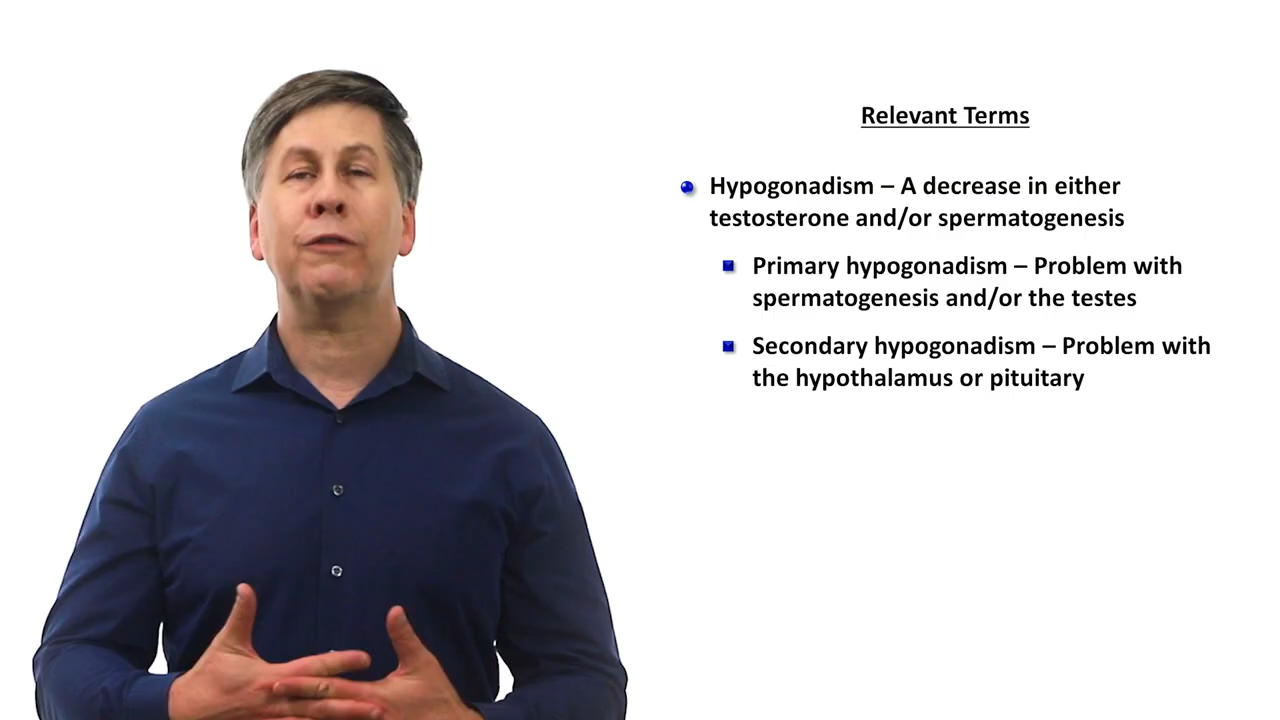 Relevant Terms
Hypogonadism – A decrease in either
testosterone and/or spermatogenesis
Primary hypogonadism – Problem with
spermatogenesis and/or the testes
Secondary hypogonadism – Problem with
the hypothalamus or pituitary